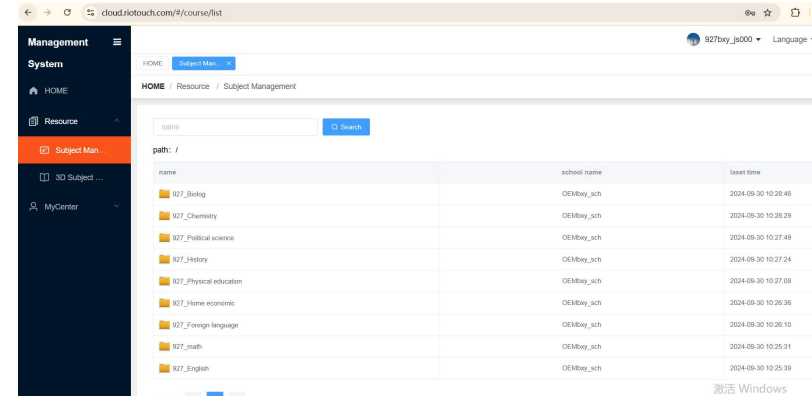 cloud.riotouch.com/#/course/list
Management
System
927bxy_js000
Language
HOME
Subject Man...
HOME / Resource / Subject Management
HOME
Resource
Subject Man...
3D Subject ...
MyCenter
name
Search
path: /
name school name laset time
927_Biolog OEMbxy_sch 2024-09-30 10:28:46
927_Chemistry OEMbxy_sch 2024-09-30 10:28:29
927_Political science OEMbxy_sch 2024-09-30 10:27:49
927_History OEMbxy_sch 2024-09-30 10:27:24
927_Physical education OEMbxy_sch 2024-09-30 10:27:08
927_Home economic OEMbxy_sch 2024-09-30 10:26:36
927_Foreign language OEMbxy_sch 2024-09-30 10:26:10
927_math OEMbxy_sch 2024-09-30 10:25:31
927_English OEMbxy_sch 2024-09-30 10:25:39
激活 Windows